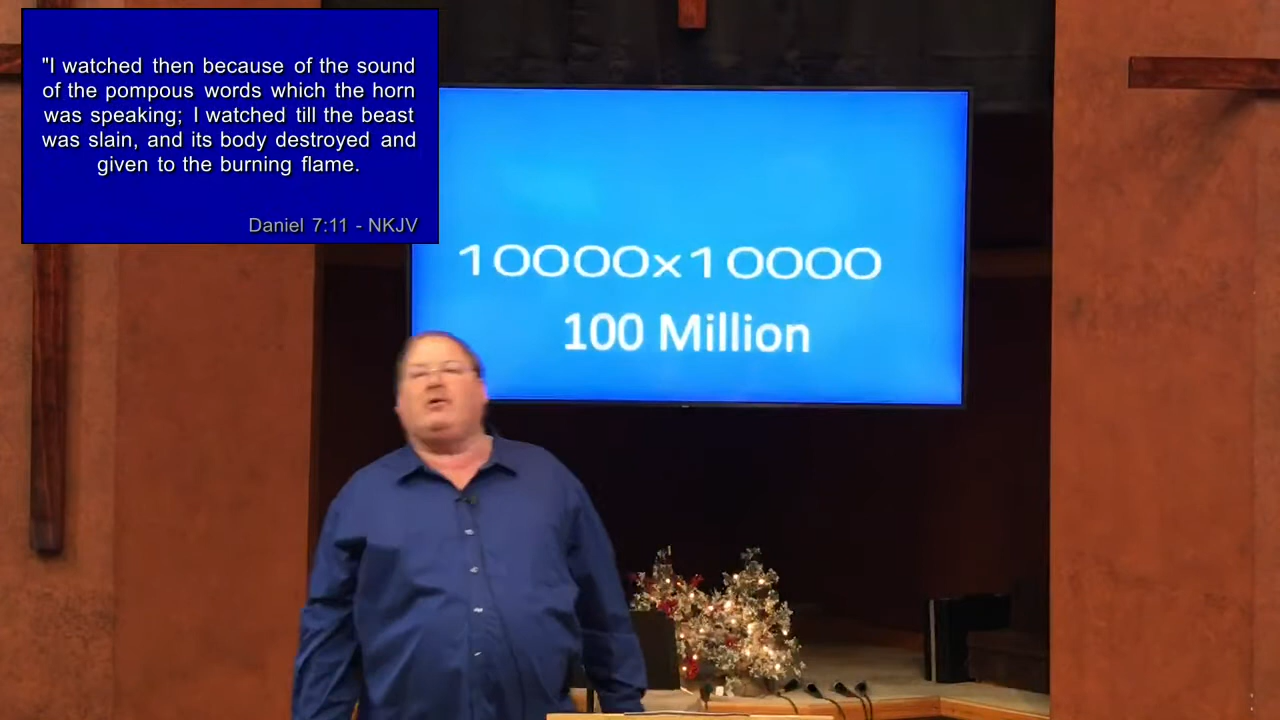 "I watched then because of the sound
of the pompous words which the horn
was speaking; I watched till the beast
was slain, and its body destroyed and
given to the burning flame.
Daniel 7:11 - NKJV
10000x10000
100 Million